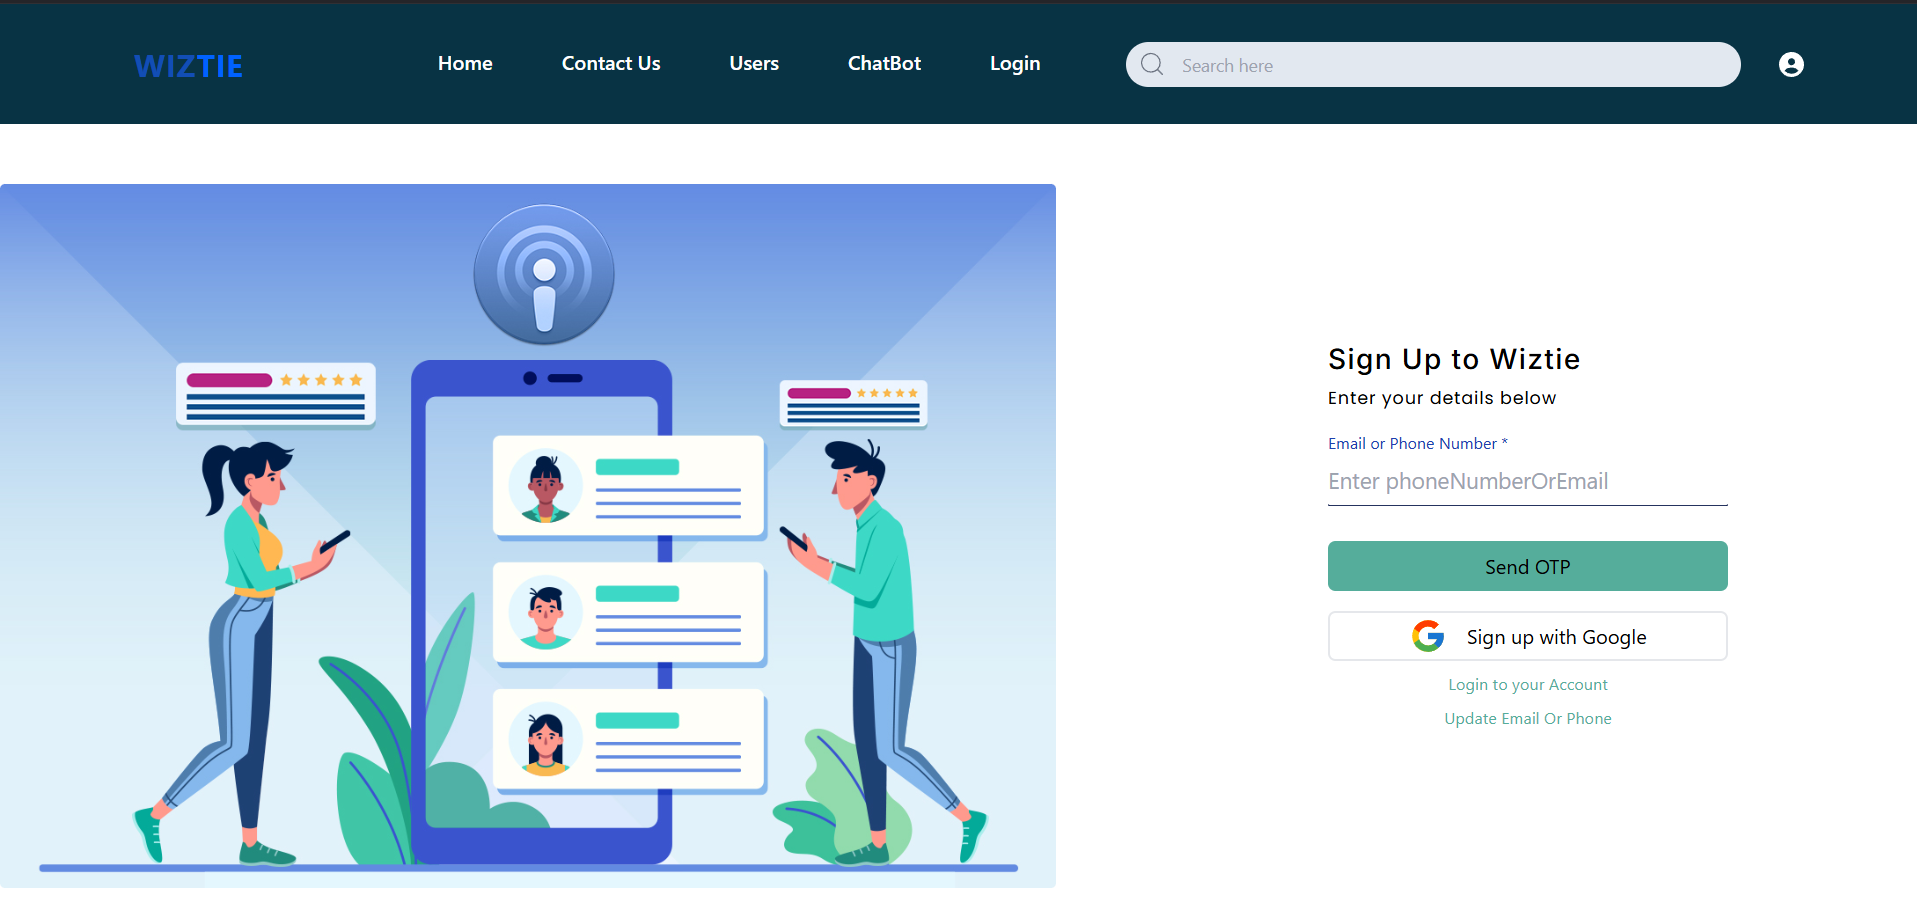 WIZTIE
Home Contact Us Users ChatBot Login Search here
Sign Up to Wiztie
Enter your details below
Email or Phone Number *
Enter phoneNumberOrEmail
Send OTP
Sign up with Google
Login to your Account
Update Email Or Phone